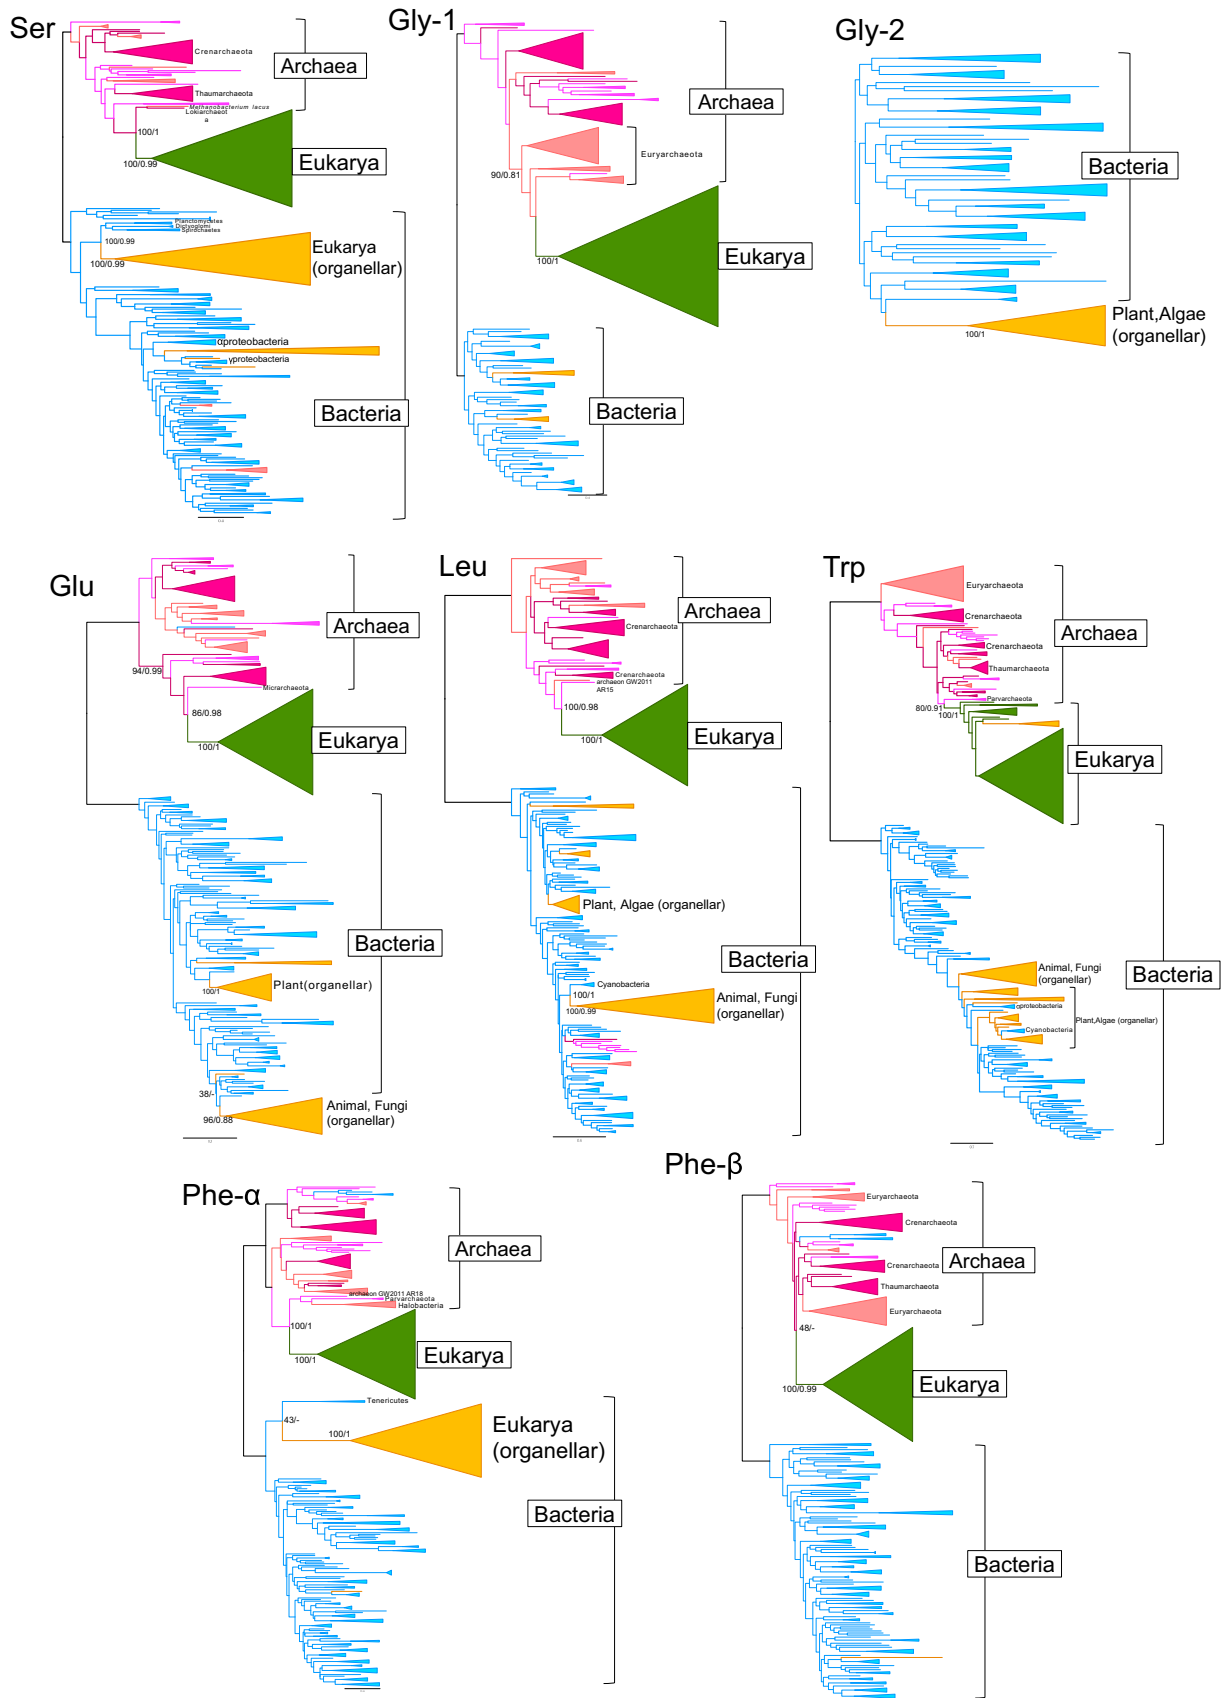 Ser
Crenarchaeota
Archaea
Thaumarchaeota
Methanobacterium lacus
Lokiarchaeot
a
100/1
100/0.99
Eukarya
Planctomycetes
Dictyoglomi
Spirochaetes
100/0.99
100/0.99
Eukarya
(organellar)
αproteobacteria
γproteobacteria
Bacteria
Gly-1
Archaea
Euryarchaeota
90/0.81
100/1
Eukarya
Bacteria
Gly-2
Bacteria
100/1
Plant,Algae
(organellar)
Glu
Archaea
94/0.99
Micrarchaeota
86/0.98
100/1
Eukarya
Bacteria
100/1
Plant(organellar)
38/-
96/0.88
Animal, Fungi
(organellar)
Leu
Archaea
Crenarchaeota
Crenarchaeota
archaeon GW2011
AR15
100/0.98
100/1
Eukarya
Plant, Algae (organellar)
Bacteria
Cyanobacteria
100/1
100/0.99
Animal, Fungi
(organellar)
Trp
Euryarchaeota
Crenarchaeota
Archaea
Crenarchaeota
Thaumarchaeota
Parvarchaeota
80/0.91
100/1
Eukarya
Animal, Fungi
(organellar)
Bacteria
αproteobacteria
Plant,Algae (organellar)
Cyanobacteria
Phe-α
Archaea
archaeon GW2011 AR18
Parvarchaeota
Halobacteria
100/1
100/1
Eukarya
Tenericutes
43/-
100/1
Eukarya
(organellar)
Bacteria
Phe-β
Euryarchaeota
Crenarchaeota
Archaea
Crenarchaeota
Thaumarchaeota
Euryarchaeota
48/-
100/0.99
Eukarya
Bacteria